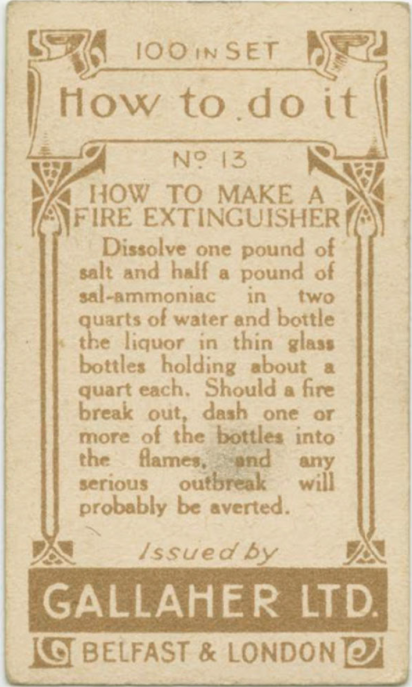 100 IN SET
How to do it
Nº 13
HOW TO MAKE A
FIRE EXTINGUISHER
Dissolve one pound of
salt and half a pound of
sal-ammoniac in two
quarts of water and bottle
the liquor in thin glass
bottles holding about a
quart each. Should a fire
break out, dash one or
more of the bottles into
the flames, and any
serious outbreak will
probably be averted.
Issued by
GALLAHER LTD.
BELFAST & LONDON